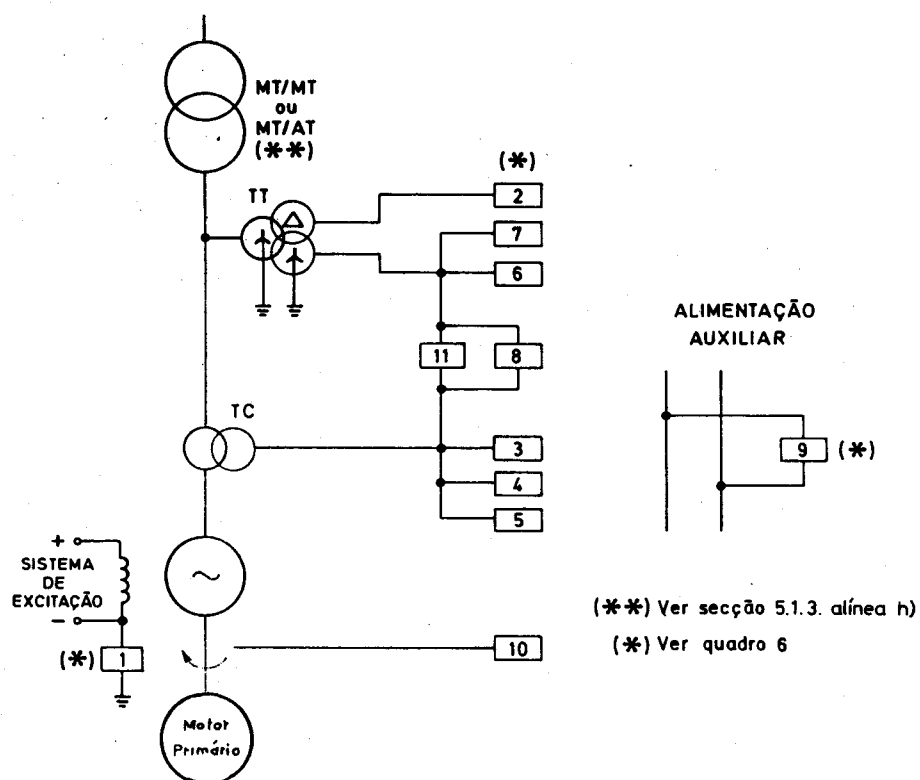 MT/MT
ou
MT/AT
(**)
TT
(*)
2
7
6
11
8
TC
3
4
5
ALIMENTAÇÃO
AUXILIAR
9 (*)
+
SISTEMA
DE
EXCITAÇÃO
-
(*) 1
~
10
Motor
Primário
(**) Ver secção 5.1.3. alínea h)
(*) Ver quadro 6